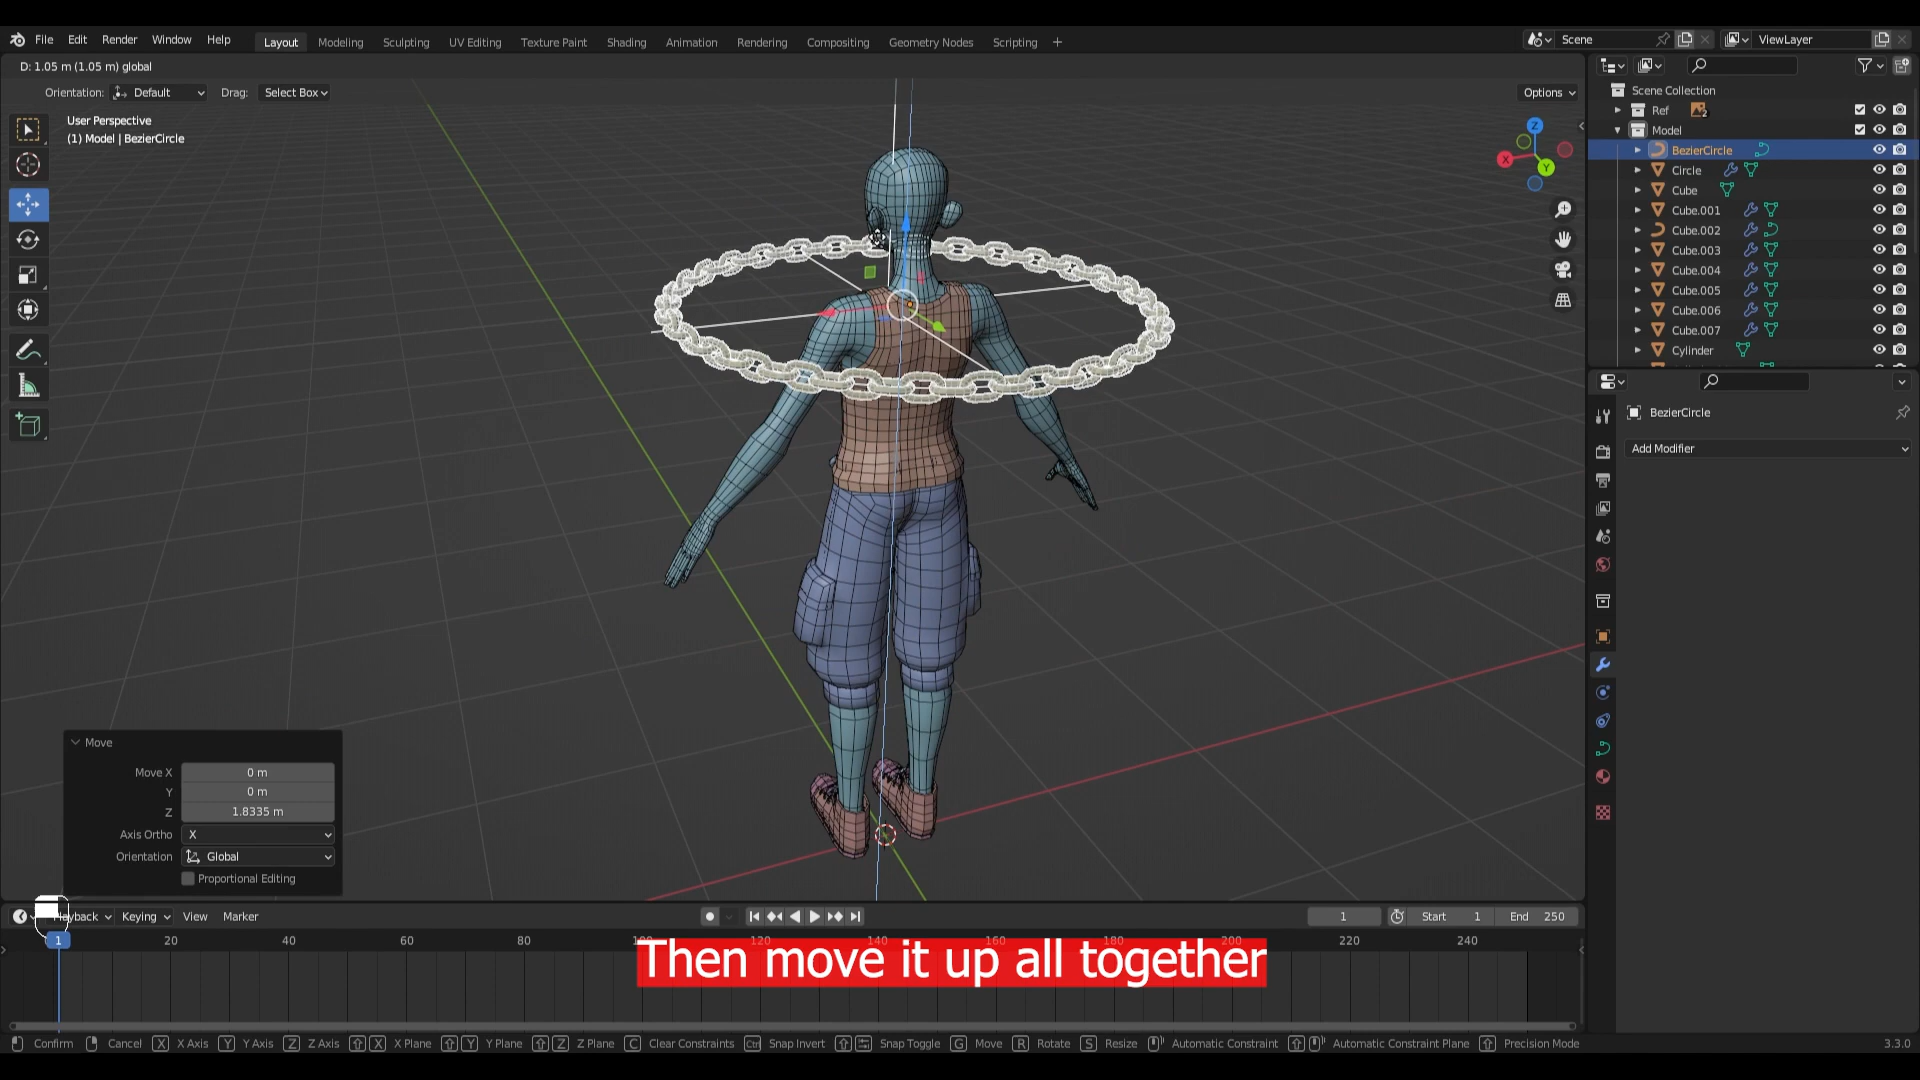 File Edit Render Window Help Layout Modeling Sculpting UV Editing Texture Paint Shading Animation Rendering Compositing Geometry Nodes Scripting + Scene ViewLayer
D: 1.05 m (1.05 m) global
Orientation: Default Drag: Select Box Options
User Perspective
(1) Model | BezierCircle
Z
X
Y
Scene Collection
Ref 2
Model
BezierCircle
Circle
Cube
Cube.001
Cube.002
Cube.003
Cube.004
Cube.005
Cube.006
Cube.007
Cylinder
BezierCircle
Add Modifier
Move
Move X 0 m
Y 0 m
Z 1.8335 m
Axis Ortho X
Orientation Global
Proportional Editing
Playback Keying View Marker 1 Start 1 End 250
1 20 40 60 80 100 120 140 160 180 200 220 240
Then move it up all together
Confirm Cancel X X Axis Y Y Axis Z Z Axis X X Plane Y Y Plane Z Z Plane C Clear Constraints Ctrl Snap Invert Snap Toggle G Move R Rotate S Resize Automatic Constraint Automatic Constraint Plane Precision Mode 3.3.0